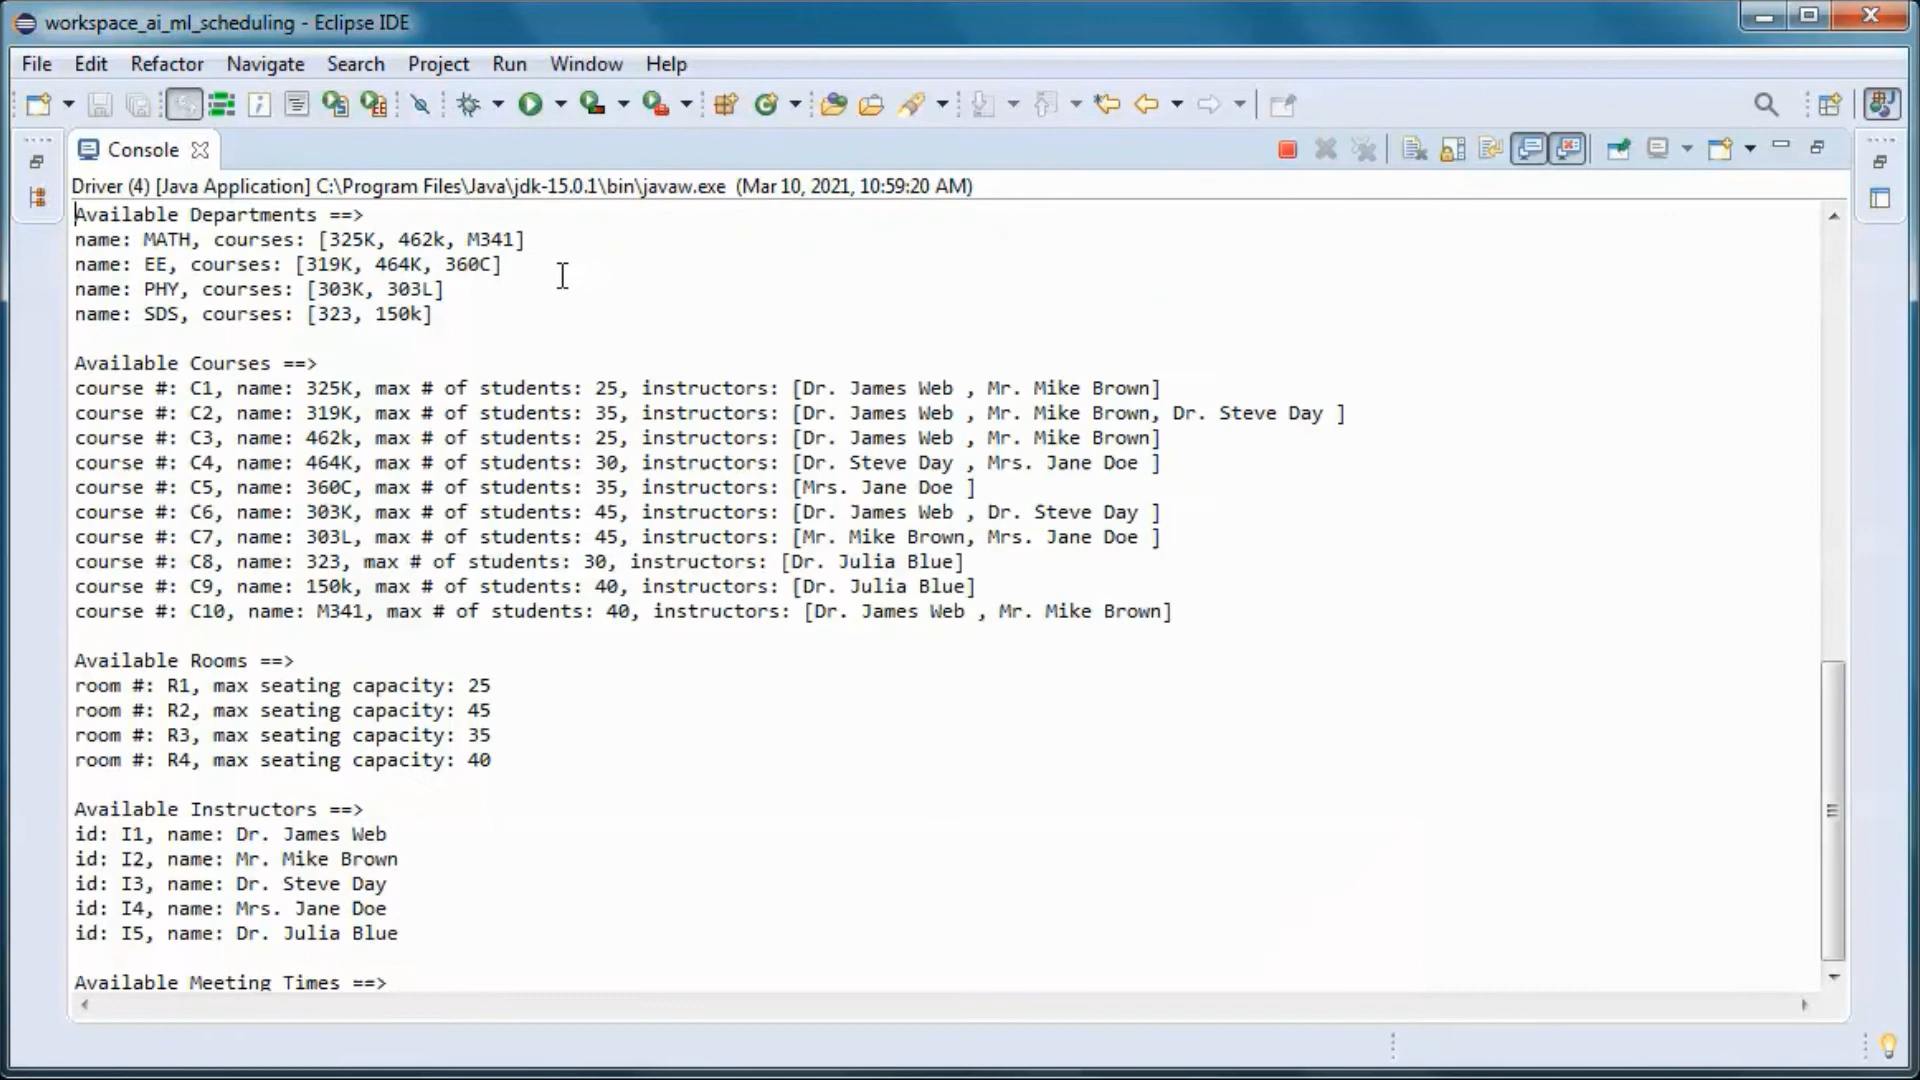 workspace_ai_ml_scheduling - Eclipse IDE
File Edit Refactor Navigate Search Project Run Window Help
Console
Driver (4) [Java Application] C:\Program Files\Java\jdk-15.0.1\bin\javaw.exe (Mar 10, 2021, 10:59:20 AM)
Available Departments ==>
name: MATH, courses: [325K, 462k, M341]
name: EE, courses: [319K, 464K, 360C]
name: PHY, courses: [303K, 303L]
name: SDS, courses: [323, 150k]
Available Courses ==>
course #: C1, name: 325K, max # of students: 25, instructors: [Dr. James Web , Mr. Mike Brown]
course #: C2, name: 319K, max # of students: 35, instructors: [Dr. James Web , Mr. Mike Brown, Dr. Steve Day ]
course #: C3, name: 462k, max # of students: 25, instructors: [Dr. James Web , Mr. Mike Brown]
course #: C4, name: 464K, max # of students: 30, instructors: [Dr. Steve Day , Mrs. Jane Doe ]
course #: C5, name: 360C, max # of students: 35, instructors: [Mrs. Jane Doe ]
course #: C6, name: 303K, max # of students: 45, instructors: [Dr. James Web , Dr. Steve Day ]
course #: C7, name: 303L, max # of students: 45, instructors: [Mr. Mike Brown, Mrs. Jane Doe ]
course #: C8, name: 323, max # of students: 30, instructors: [Dr. Julia Blue]
course #: C9, name: 150k, max # of students: 40, instructors: [Dr. Julia Blue]
course #: C10, name: M341, max # of students: 40, instructors: [Dr. James Web , Mr. Mike Brown]
Available Rooms ==>
room #: R1, max seating capacity: 25
room #: R2, max seating capacity: 45
room #: R3, max seating capacity: 35
room #: R4, max seating capacity: 40
Available Instructors ==>
id: I1, name: Dr. James Web
id: I2, name: Mr. Mike Brown
id: I3, name: Dr. Steve Day
id: I4, name: Mrs. Jane Doe
id: I5, name: Dr. Julia Blue
Available Meeting Times ==>